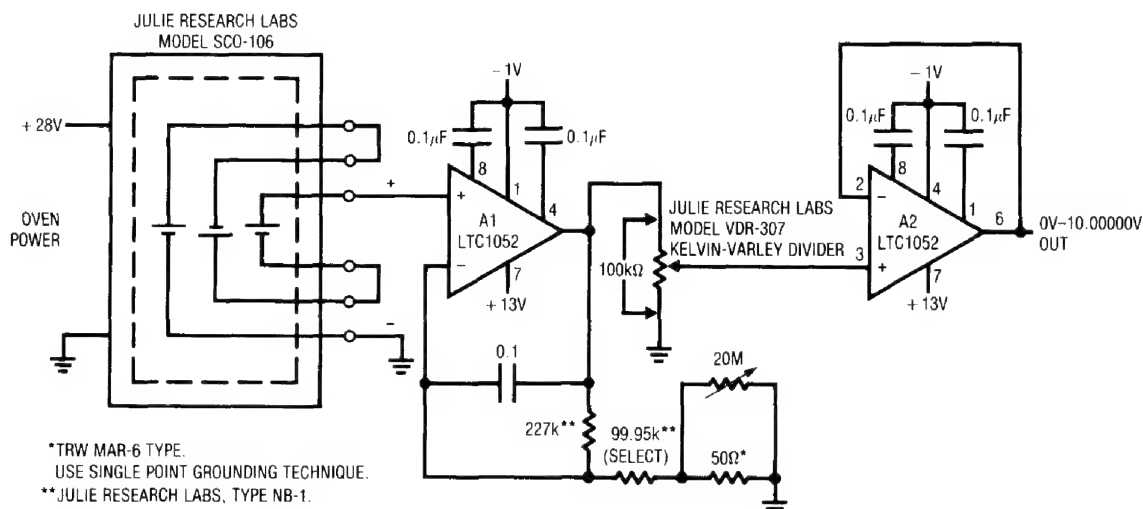 JULIE RESEARCH LABS
MODEL SCO-106
+28V
OVEN
POWER
+
-
-1V
0.1µF
0.1µF
8
1
4
+
A1
LTC1052
-
7
+13V
JULIE RESEARCH LABS
MODEL VDR-307
KELVIN-VARLEY DIVIDER
100kΩ
-1V
0.1µF
0.1µF
8
4
1
2
-
A2
LTC1052
6
3
+
7
+13V
0V-10.00000V
OUT
0.1
227k**
99.95k**
(SELECT)
20M
50Ω*
*TRW MAR-6 TYPE.
USE SINGLE POINT GROUNDING TECHNIQUE.
**JULIE RESEARCH LABS, TYPE NB-1.